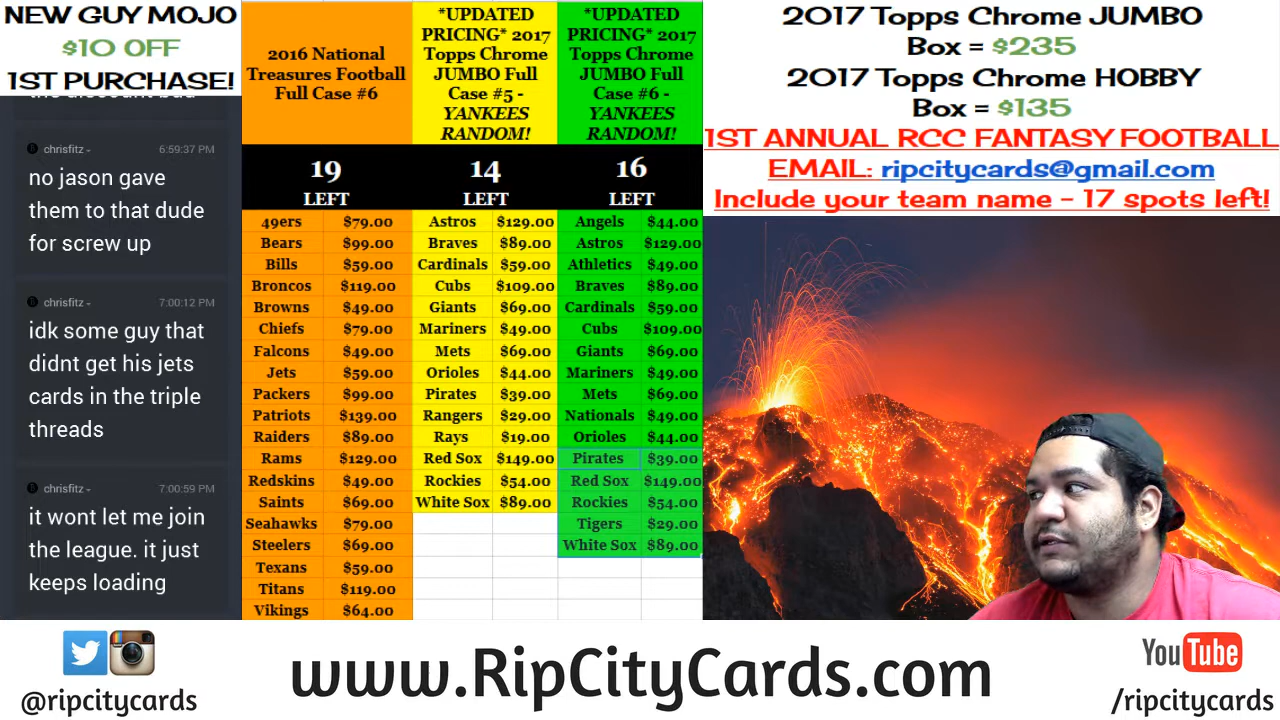 NEW GUY MOJO
$10 OFF
1ST PURCHASE!
chrisfitz 6:59:37 PM
no jason gave
them to that dude
for screw up
chrisfitz 7:00:12 PM
idk some guy that
didnt get his jets
cards in the triple
threads
chrisfitz 7:00:59 PM
it wont let me join
the league. it just
keeps loading
2016 National
Treasures Football
Full Case #6
19
LEFT
49ers $79.00
Bears $99.00
Bills $59.00
Broncos $119.00
Browns $49.00
Chiefs $79.00
Falcons $49.00
Jets $59.00
Packers $99.00
Patriots $139.00
Raiders $89.00
Rams $129.00
Redskins $49.00
Saints $69.00
Seahawks $79.00
Steelers $69.00
Texans $59.00
Titans $119.00
Vikings $64.00
*UPDATED
PRICING* 2017
Topps Chrome
JUMBO Full
Case #5 -
YANKEES
RANDOM!
14
LEFT
Astros $129.00
Braves $89.00
Cardinals $59.00
Cubs $109.00
Giants $69.00
Mariners $49.00
Mets $69.00
Orioles $44.00
Pirates $39.00
Rangers $29.00
Rays $19.00
Red Sox $149.00
Rockies $54.00
White Sox $89.00
*UPDATED
PRICING* 2017
Topps Chrome
JUMBO Full
Case #6 -
YANKEES
RANDOM!
16
LEFT
Angels $44.00
Astros $129.00
Athletics $49.00
Braves $89.00
Cardinals $59.00
Cubs $109.00
Giants $69.00
Mariners $49.00
Mets $69.00
Nationals $49.00
Orioles $44.00
Pirates $39.00
Red Sox $149.00
Rockies $54.00
Tigers $29.00
White Sox $89.00
2017 Topps Chrome JUMBO
Box = $235
2017 Topps Chrome HOBBY
Box = $135
1ST ANNUAL RCC FANTASY FOOTBALL
EMAIL: ripcitycards@gmail.com
Include your team name - 17 spots left!
@ripcitycards
www.RipCityCards.com
YouTube
/ripcitycards